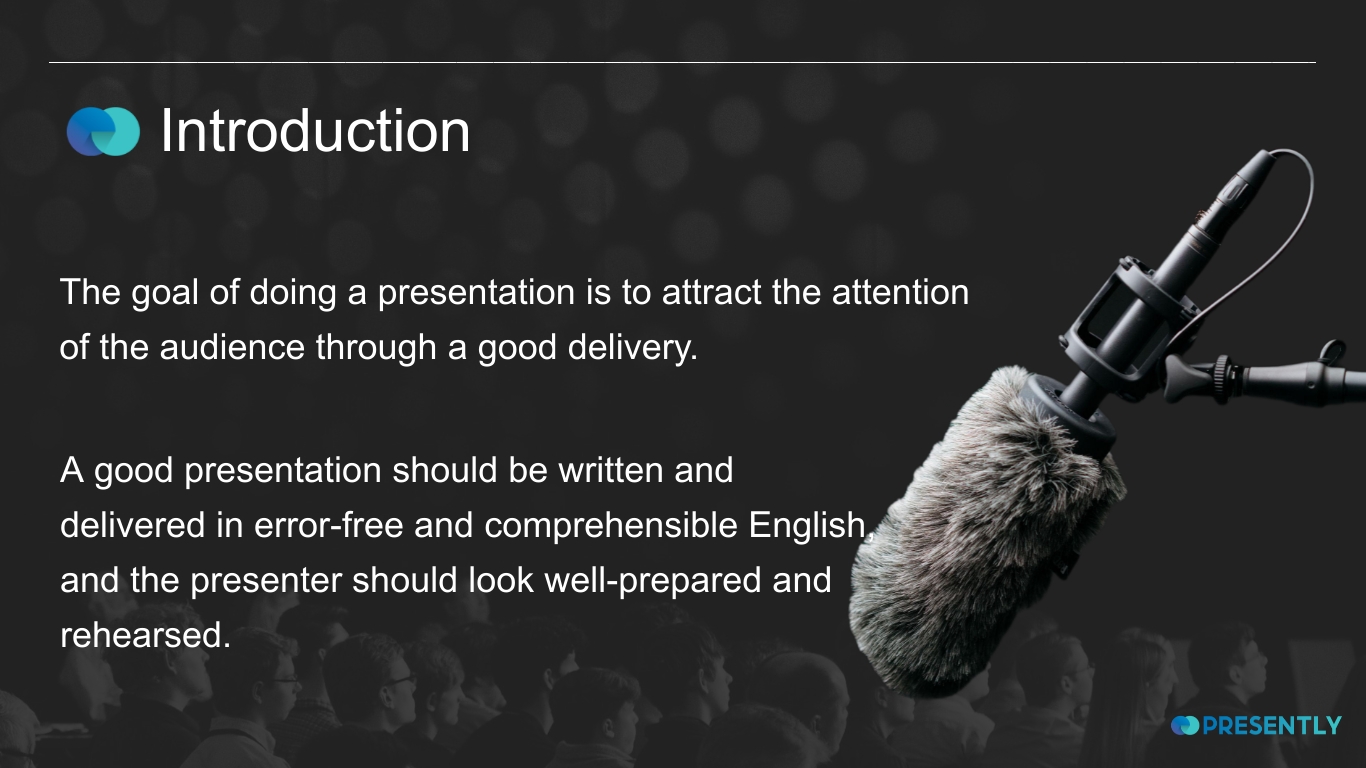 Introduction
The goal of doing a presentation is to attract the attention
of the audience through a good delivery.
A good presentation should be written and
delivered in error-free and comprehensible English,
and the presenter should look well-prepared and
rehearsed.
PRESENTLY